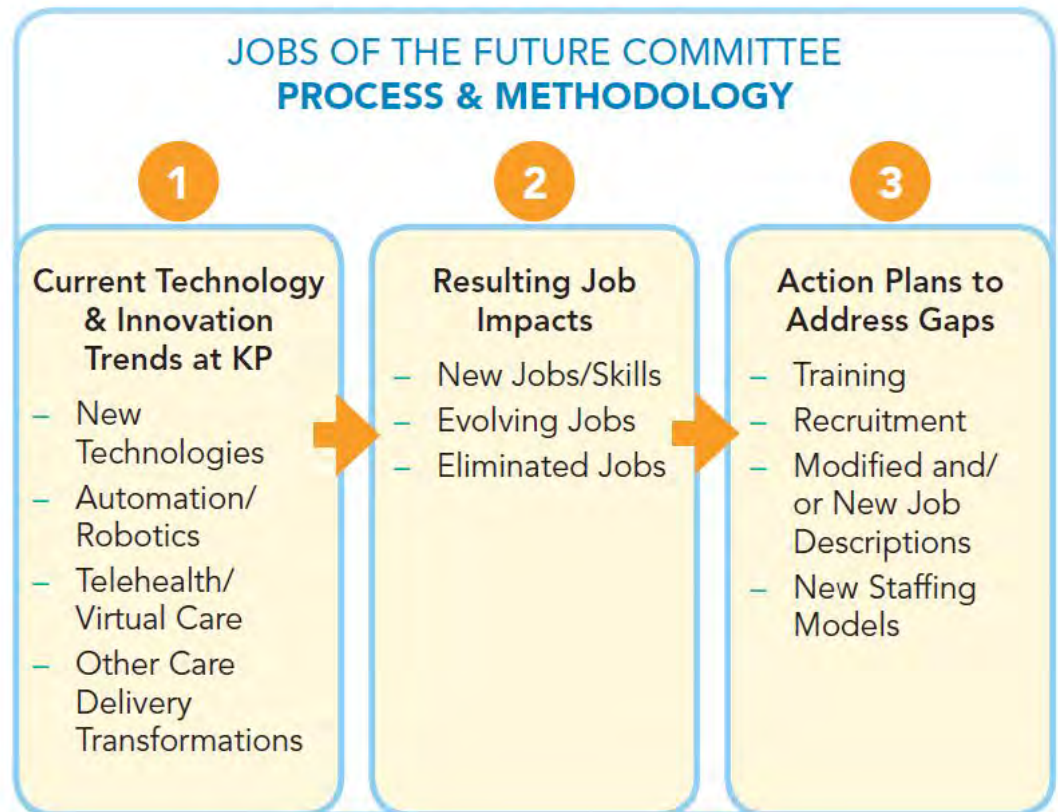 JOBS OF THE FUTURE COMMITTEE
PROCESS & METHODOLOGY
1
Current Technology
& Innovation
Trends at KP
– New
Technologies
– Automation/
Robotics
– Telehealth/
Virtual Care
– Other Care
Delivery
Transformations
2
Resulting Job
Impacts
– New Jobs/Skills
– Evolving Jobs
– Eliminated Jobs
3
Action Plans to
Address Gaps
– Training
– Recruitment
– Modified and/
or New Job
Descriptions
– New Staffing
Models